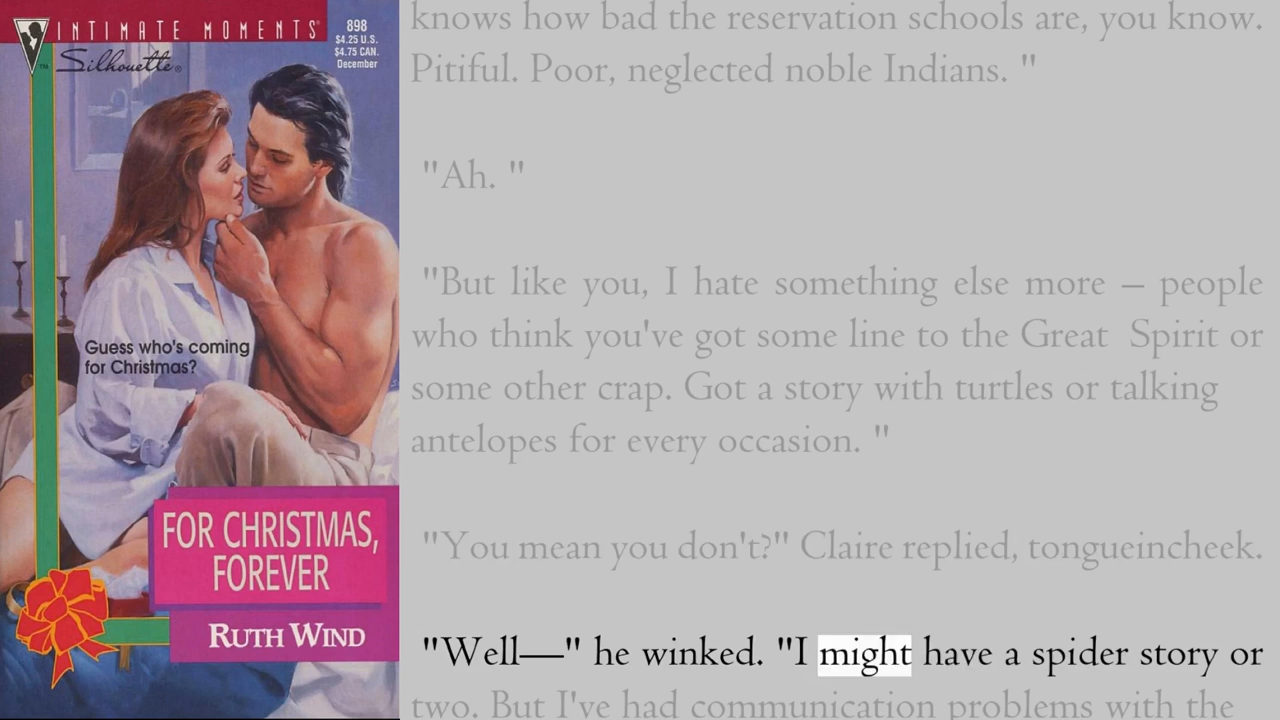 INTIMATE MOMENTS®
898
$4.25 U.S.
$4.75 CAN.
December
TM
Silhouette®
Guess who's coming
for Christmas?
FOR CHRISTMAS,
FOREVER
RUTH WIND
knows how bad the reservation schools are, you know.
Pitiful. Poor, neglected noble Indians. "
"Ah. "
"But like you, I hate something else more – people
who think you've got some line to the Great Spirit or
some other crap. Got a story with turtles or talking
antelopes for every occasion. "
"You mean you don't?" Claire replied, tongueincheek.
"Well—" he winked. "I might have a spider story or
two. But I've had communication problems with the